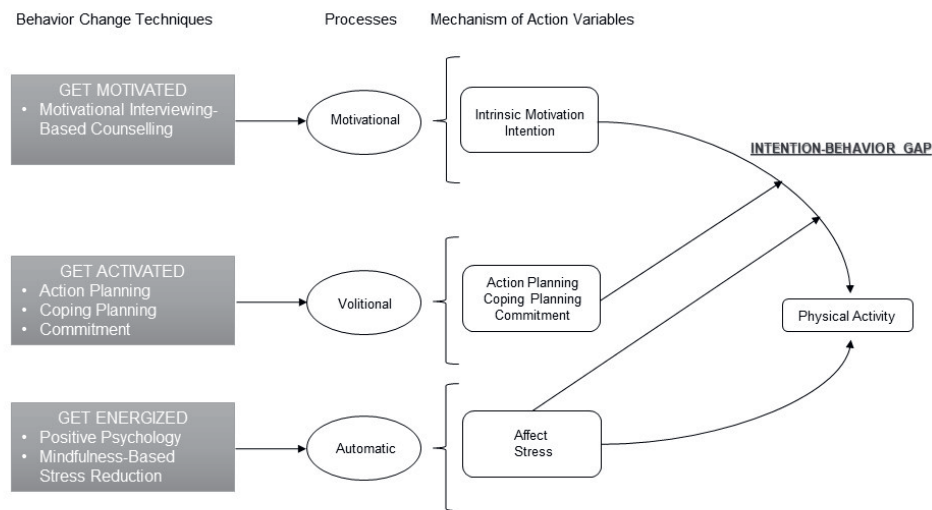 Behavior Change Techniques
Processes
Mechanism of Action Variables
GET MOTIVATED
• Motivational Interviewing-
Based Counselling
Motivational
Intrinsic Motivation
Intention
INTENTION-BEHAVIOR GAP
GET ACTIVATED
• Action Planning
• Coping Planning
• Commitment
Volitional
Action Planning
Coping Planning
Commitment
Physical Activity
GET ENERGIZED
• Positive Psychology
• Mindfulness-Based
Stress Reduction
Automatic
Affect
Stress